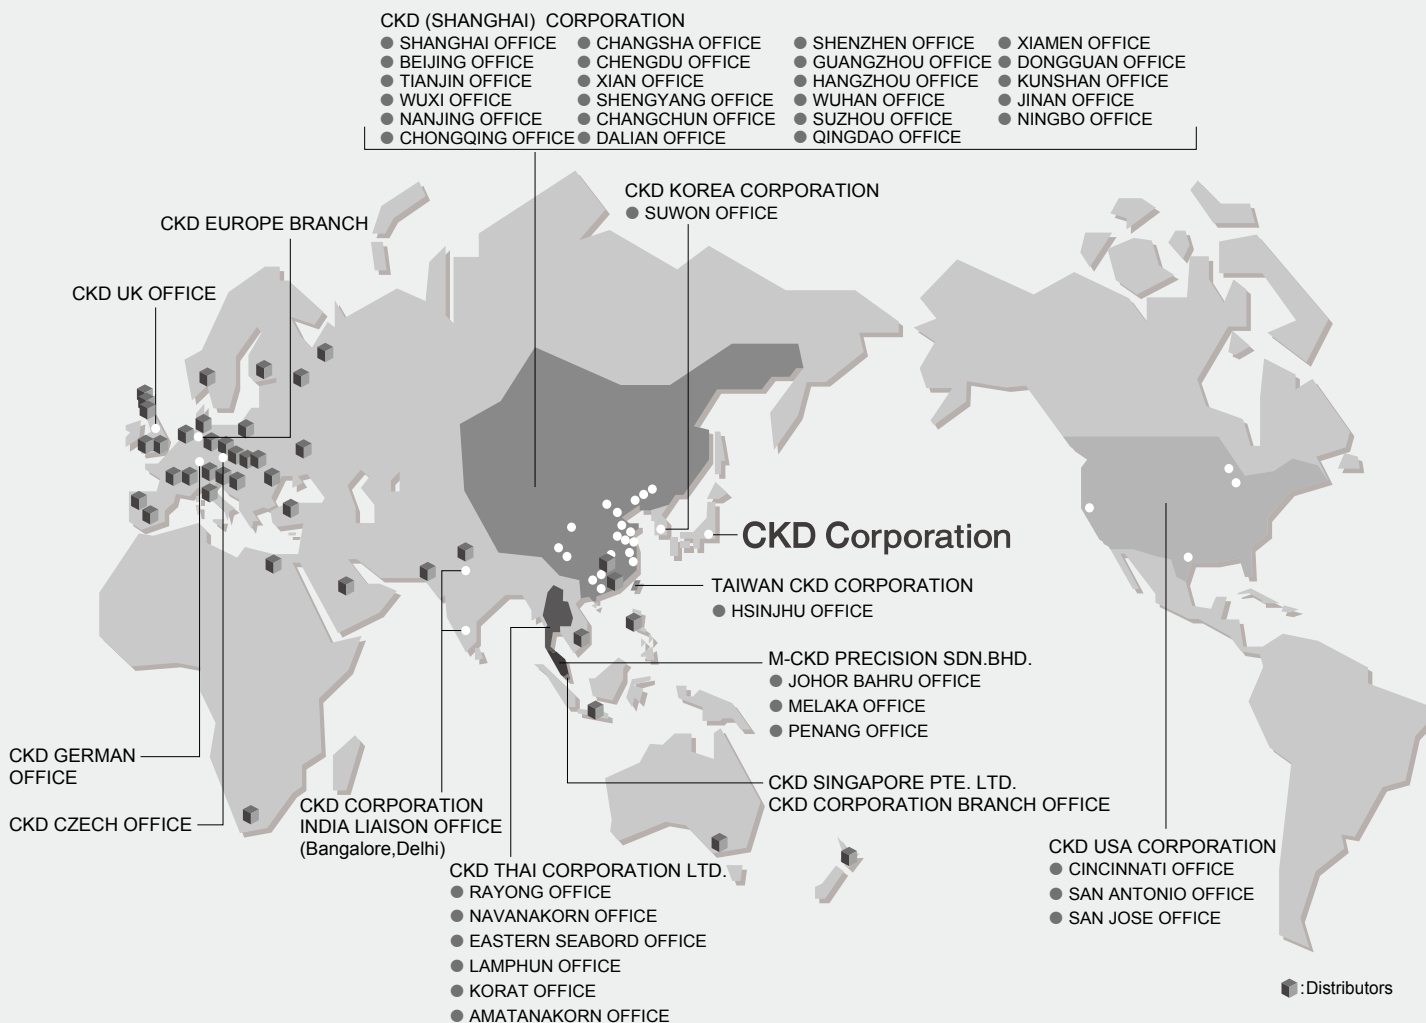 CKD (SHANGHAI) CORPORATION
● SHANGHAI OFFICE ● CHANGSHA OFFICE ● SHENZHEN OFFICE ● XIAMEN OFFICE
● BEIJING OFFICE ● CHENGDU OFFICE ● GUANGZHOU OFFICE ● DONGGUAN OFFICE
● TIANJIN OFFICE ● XIAN OFFICE ● HANGZHOU OFFICE ● KUNSHAN OFFICE
● WUXI OFFICE ● SHENGYANG OFFICE ● WUHAN OFFICE ● JINAN OFFICE
● NANJING OFFICE ● CHANGCHUN OFFICE ● SUZHOU OFFICE ● NINGBO OFFICE
● CHONGQING OFFICE ● DALIAN OFFICE ● QINGDAO OFFICE
CKD KOREA CORPORATION
● SUWON OFFICE
CKD EUROPE BRANCH
CKD UK OFFICE
CKD Corporation
TAIWAN CKD CORPORATION
● HSINJHU OFFICE
M-CKD PRECISION SDN.BHD.
● JOHOR BAHRU OFFICE
● MELAKA OFFICE
● PENANG OFFICE
CKD GERMAN
OFFICE
CKD SINGAPORE PTE. LTD.
CKD CORPORATION BRANCH OFFICE
CKD CZECH OFFICE
CKD CORPORATION
INDIA LIAISON OFFICE
(Bangalore,Delhi)
CKD THAI CORPORATION LTD.
● RAYONG OFFICE
● NAVANAKORN OFFICE
● EASTERN SEABORD OFFICE
● LAMPHUN OFFICE
● KORAT OFFICE
● AMATANAKORN OFFICE
CKD USA CORPORATION
● CINCINNATI OFFICE
● SAN ANTONIO OFFICE
● SAN JOSE OFFICE
:Distributors